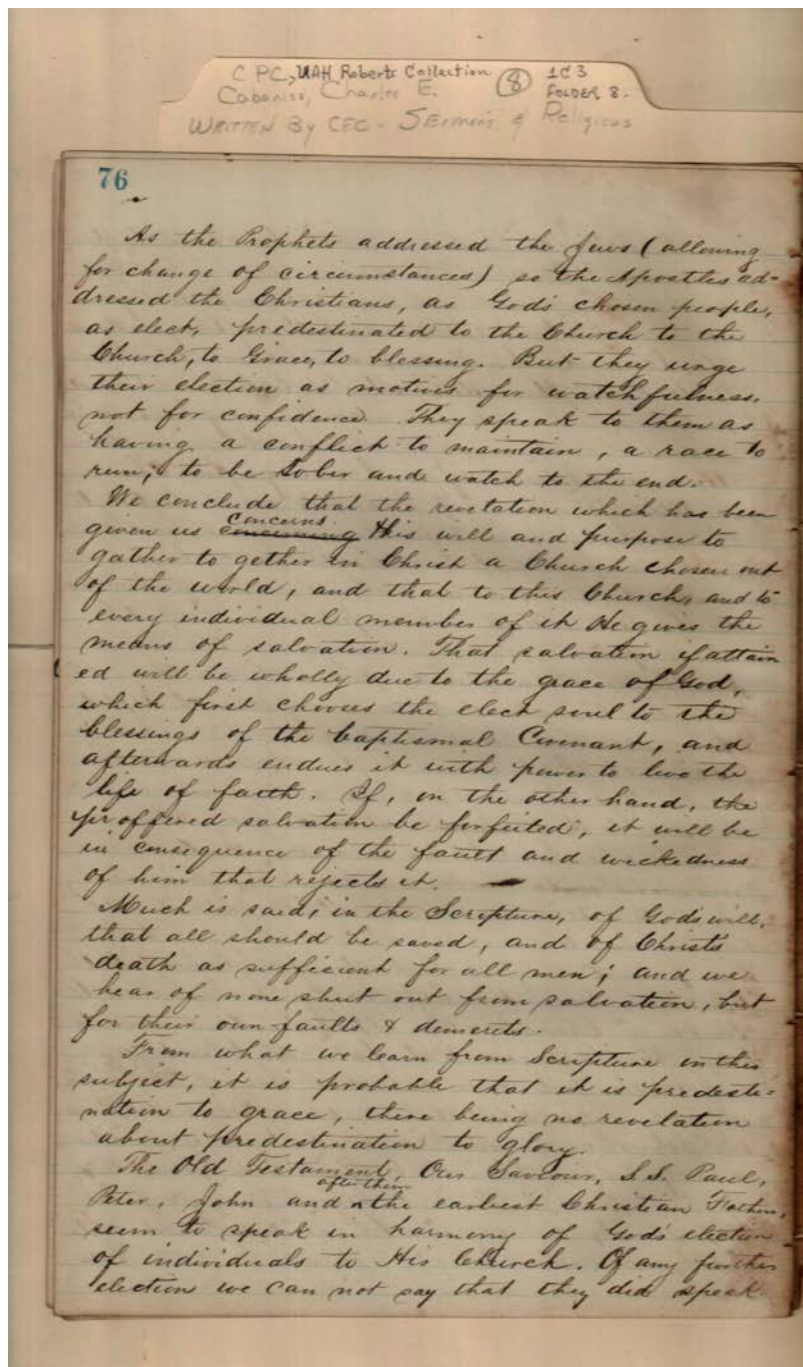 CPC, UAH Roberts Collection (8) 1C3
Cabaniss, Charles E. FOLDER 8.
WRITTEN By CEC - SErmons & Religious
76
As the Prophets addressed the Jews (allowing
for change of circumstances) so the Apostles ad=
dressed the Christians, as God's chosen people,
as elect, predestinated to the Church to the
Church, to Grace, to blessing. But they urge
their election as motives for watchfulness,
not for confidence. They speak to them as
having a conflict to maintain, a race to
run; to be sober and watch to the end.
We conclude that the revelation which has been
given us concerning concerns His will and purpose to
gather to gether in Christ a Church chosen out
of the world, and that to this Church, and to
every individual member of it He gives the
means of salvation. That salvation if attain
ed will be wholly due to the grace of God,
which first chooses the elect soul to the
blessings of the baptismal Covenant, and
afterwards endues it with power to live the
life of faith. If, on the other hand, the
proffered salvation be forfeited, it will be
in consequence of the fault and wickedness
of him that rejects it.
Much is said, in the Scripture, of God's will,
that all should be saved, and of Christ's
death as sufficient for all men; and we
hear of none shut out from salvation, but
for their own faults & demerits.
From what we learn from Scripture on this
subject, it is probable that it is predesti-
nation to grace, there being no revelation
about predestination to glory.
The Old Testament, Our Saviour, S.S. Paul,
Peter, John and after them the earliest Christian Fathers,
seem to speak in harmony of God's election
of individuals to His Church. Of any further
election we can not say that they did speak.